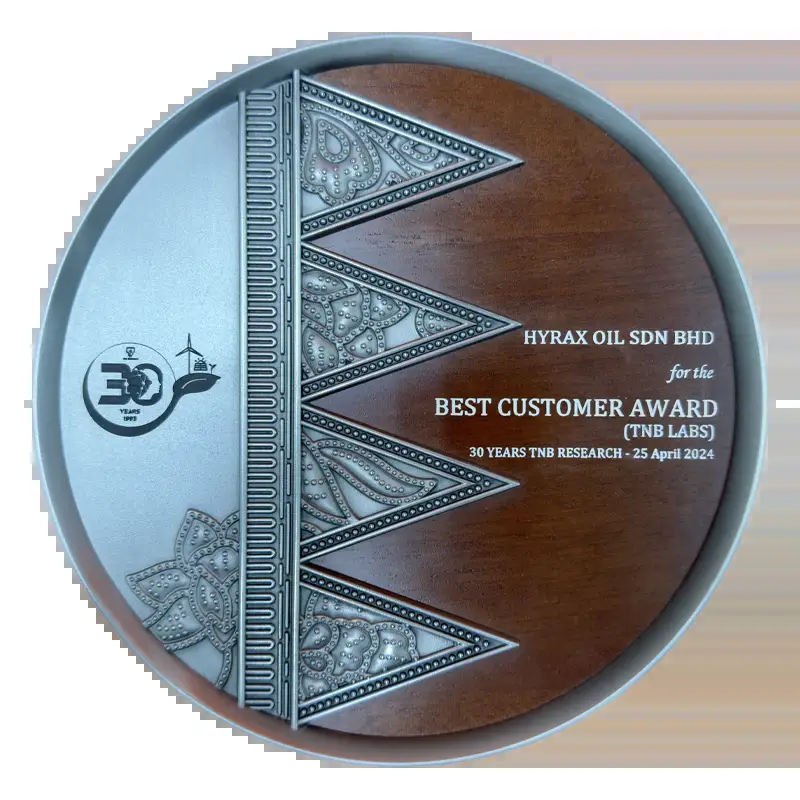 30
YEARS
1993
HYRAX OIL SDN BHD
for the
BEST CUSTOMER AWARD
(TNB LABS)
30 YEARS TNB RESEARCH - 25 April 2024